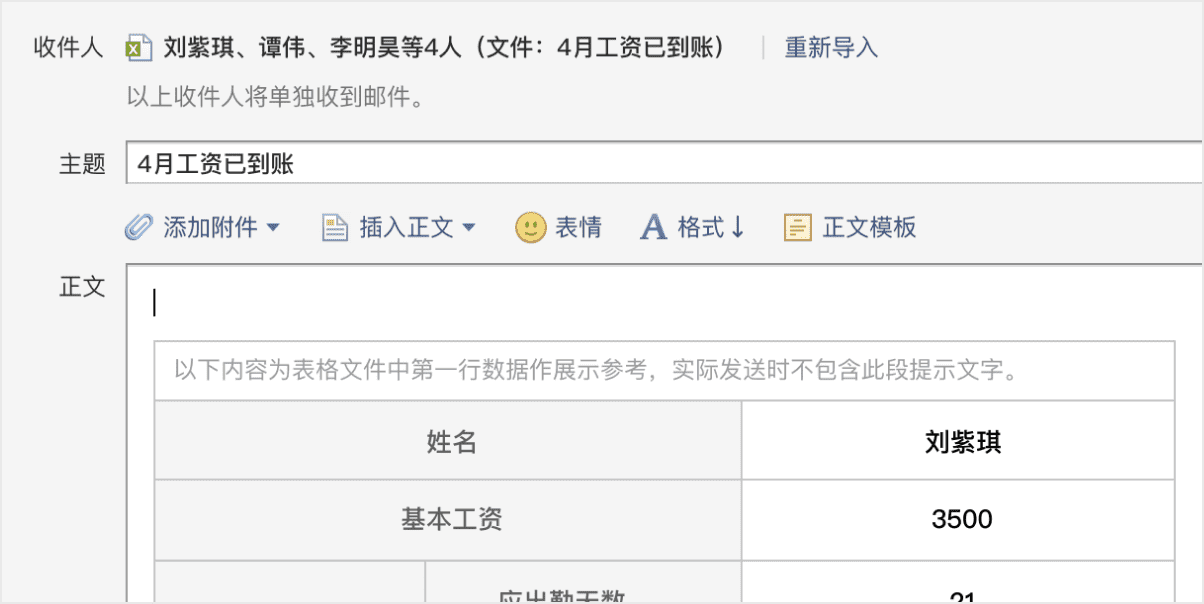 收件人 刘紫琪、谭伟、李明昊等4人（文件：4月工资已到账） 重新导入
以上收件人将单独收到邮件。
主题 4月工资已到账
添加附件 插入正文 表情 格式↓ 正文模板
正文
以下内容为表格文件中第一行数据作展示参考，实际发送时不包含此段提示文字。
姓名 刘紫琪
基本工资 3500
应出勤天数 21